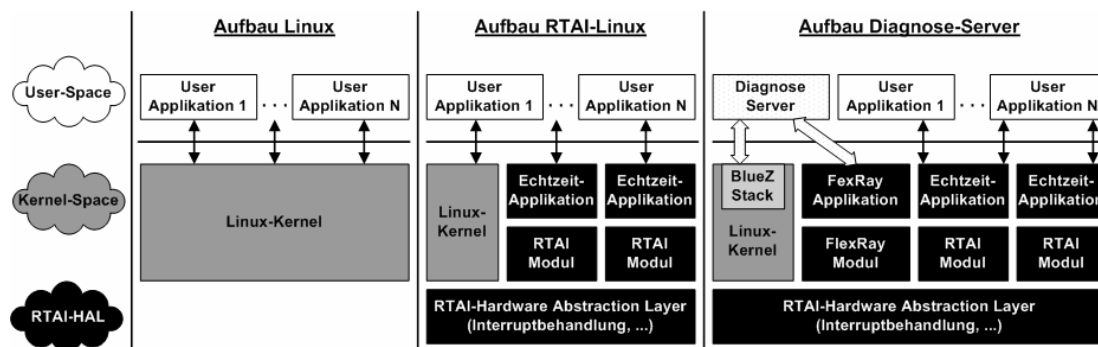 Aufbau Linux
Aufbau RTAI-Linux
Aufbau Diagnose-Server
User-Space
User
Applikation 1
. . .
User
Applikation N
User
Applikation 1
. . .
User
Applikation N
Diagnose
Server
User
Applikation 1
. . .
User
Applikation N
Kernel-Space
Linux-Kernel
Linux-
Kernel
Echtzeit-
Applikation
Echtzeit-
Applikation
RTAI
Modul
RTAI
Modul
BlueZ
Stack
Linux-
Kernel
FexRay
Applikation
Echtzeit-
Applikation
Echtzeit-
Applikation
FlexRay
Modul
RTAI
Modul
RTAI
Modul
RTAI-HAL
RTAI-Hardware Abstraction Layer
(Interruptbehandlung, ...)
RTAI-Hardware Abstraction Layer
(Interruptbehandlung, ...)